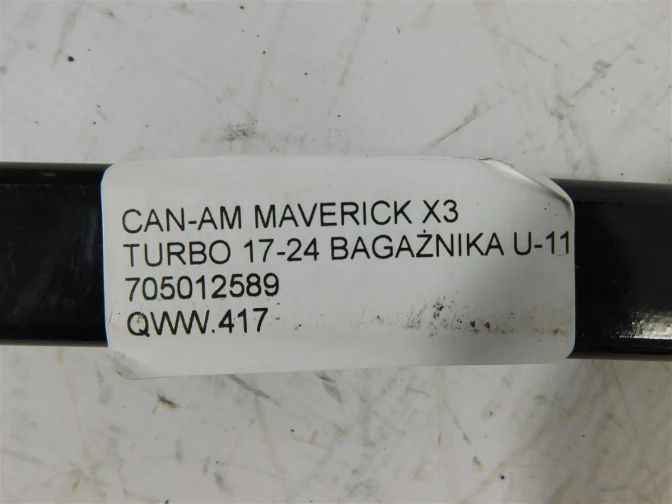 CAN-AM MAVERICK X3
TURBO 17-24 BAGAŻNIKA U-11
705012589
QWW.417